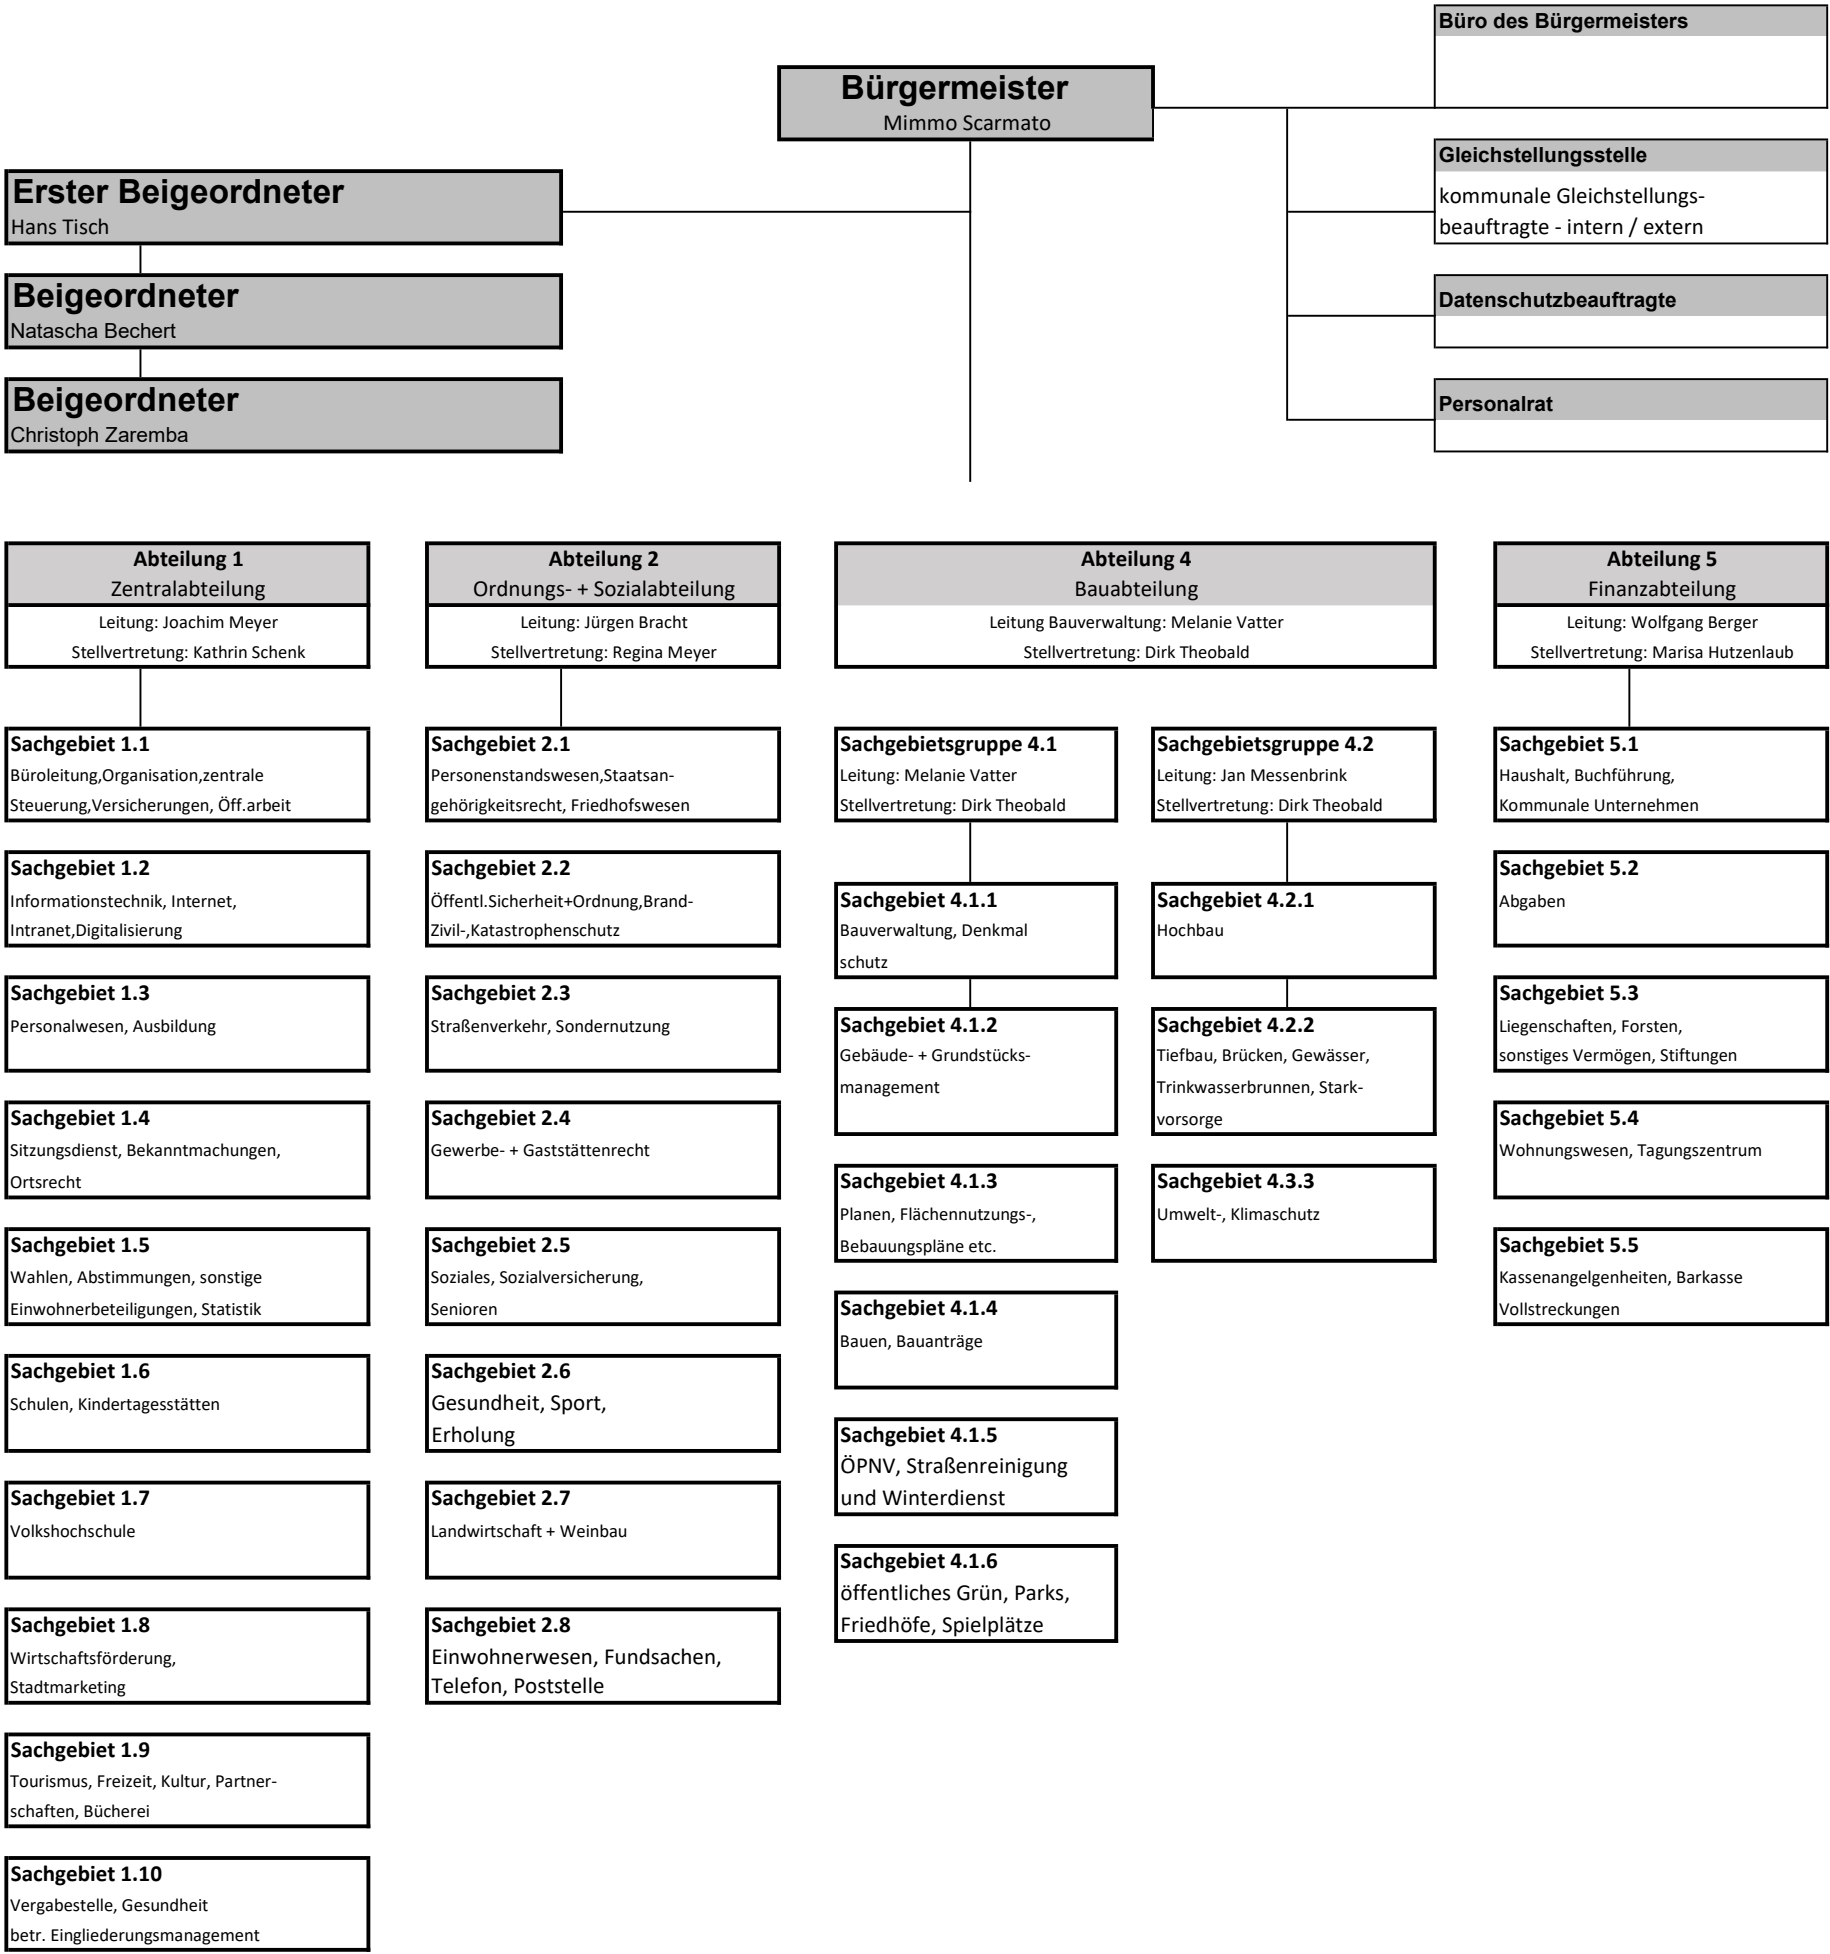 Büro des Bürgermeisters
Bürgermeister
Mimmo Scarmato
Gleichstellungsstelle
kommunale Gleichstellungs-
beauftragte - intern / extern
Erster Beigeordneter
Hans Tisch
Beigeordneter
Natascha Bechert
Datenschutzbeauftragte
Beigeordneter
Christoph Zaremba
Personalrat
Abteilung 1
Zentralabteilung
Leitung: Joachim Meyer
Stellvertretung: Kathrin Schenk
Sachgebiet 1.1
Büroleitung,Organisation,zentrale
Steuerung,Versicherungen, Öff.arbeit
Sachgebiet 1.2
Informationstechnik, Internet,
Intranet,Digitalisierung
Sachgebiet 1.3
Personalwesen, Ausbildung
Sachgebiet 1.4
Sitzungsdienst, Bekanntmachungen,
Ortsrecht
Sachgebiet 1.5
Wahlen, Abstimmungen, sonstige
Einwohnerbeteiligungen, Statistik
Sachgebiet 1.6
Schulen, Kindertagesstätten
Sachgebiet 1.7
Volkshochschule
Sachgebiet 1.8
Wirtschaftsförderung,
Stadtmarketing
Sachgebiet 1.9
Tourismus, Freizeit, Kultur, Partner-
schaften, Bücherei
Sachgebiet 1.10
Vergabestelle, Gesundheit
betr. Eingliederungsmanagement
Abteilung 2
Ordnungs- + Sozialabteilung
Leitung: Jürgen Bracht
Stellvertretung: Regina Meyer
Sachgebiet 2.1
Personenstandswesen,Staatsan-
gehörigkeitsrecht, Friedhofswesen
Sachgebiet 2.2
Öffentl.Sicherheit+Ordnung,Brand-
Zivil-,Katastrophenschutz
Sachgebiet 2.3
Straßenverkehr, Sondernutzung
Sachgebiet 2.4
Gewerbe- + Gaststättenrecht
Sachgebiet 2.5
Soziales, Sozialversicherung,
Senioren
Sachgebiet 2.6
Gesundheit, Sport,
Erholung
Sachgebiet 2.7
Landwirtschaft + Weinbau
Sachgebiet 2.8
Einwohnerwesen, Fundsachen,
Telefon, Poststelle
Abteilung 4
Bauabteilung
Leitung Bauverwaltung: Melanie Vatter
Stellvertretung: Dirk Theobald
Sachgebietsgruppe 4.1
Leitung: Melanie Vatter
Stellvertretung: Dirk Theobald
Sachgebiet 4.1.1
Bauverwaltung, Denkmal
schutz
Sachgebiet 4.1.2
Gebäude- + Grundstücks-
management
Sachgebiet 4.1.3
Planen, Flächennutzungs-,
Bebauungspläne etc.
Sachgebiet 4.1.4
Bauen, Bauanträge
Sachgebiet 4.1.5
ÖPNV, Straßenreinigung
und Winterdienst
Sachgebiet 4.1.6
öffentliches Grün, Parks,
Friedhöfe, Spielplätze
Sachgebietsgruppe 4.2
Leitung: Jan Messenbrink
Stellvertretung: Dirk Theobald
Sachgebiet 4.2.1
Hochbau
Sachgebiet 4.2.2
Tiefbau, Brücken, Gewässer,
Trinkwasserbrunnen, Stark-
vorsorge
Sachgebiet 4.3.3
Umwelt-, Klimaschutz
Abteilung 5
Finanzabteilung
Leitung: Wolfgang Berger
Stellvertretung: Marisa Hutzenlaub
Sachgebiet 5.1
Haushalt, Buchführung,
Kommunale Unternehmen
Sachgebiet 5.2
Abgaben
Sachgebiet 5.3
Liegenschaften, Forsten,
sonstiges Vermögen, Stiftungen
Sachgebiet 5.4
Wohnungswesen, Tagungszentrum
Sachgebiet 5.5
Kassenangelgenheiten, Barkasse
Vollstreckungen